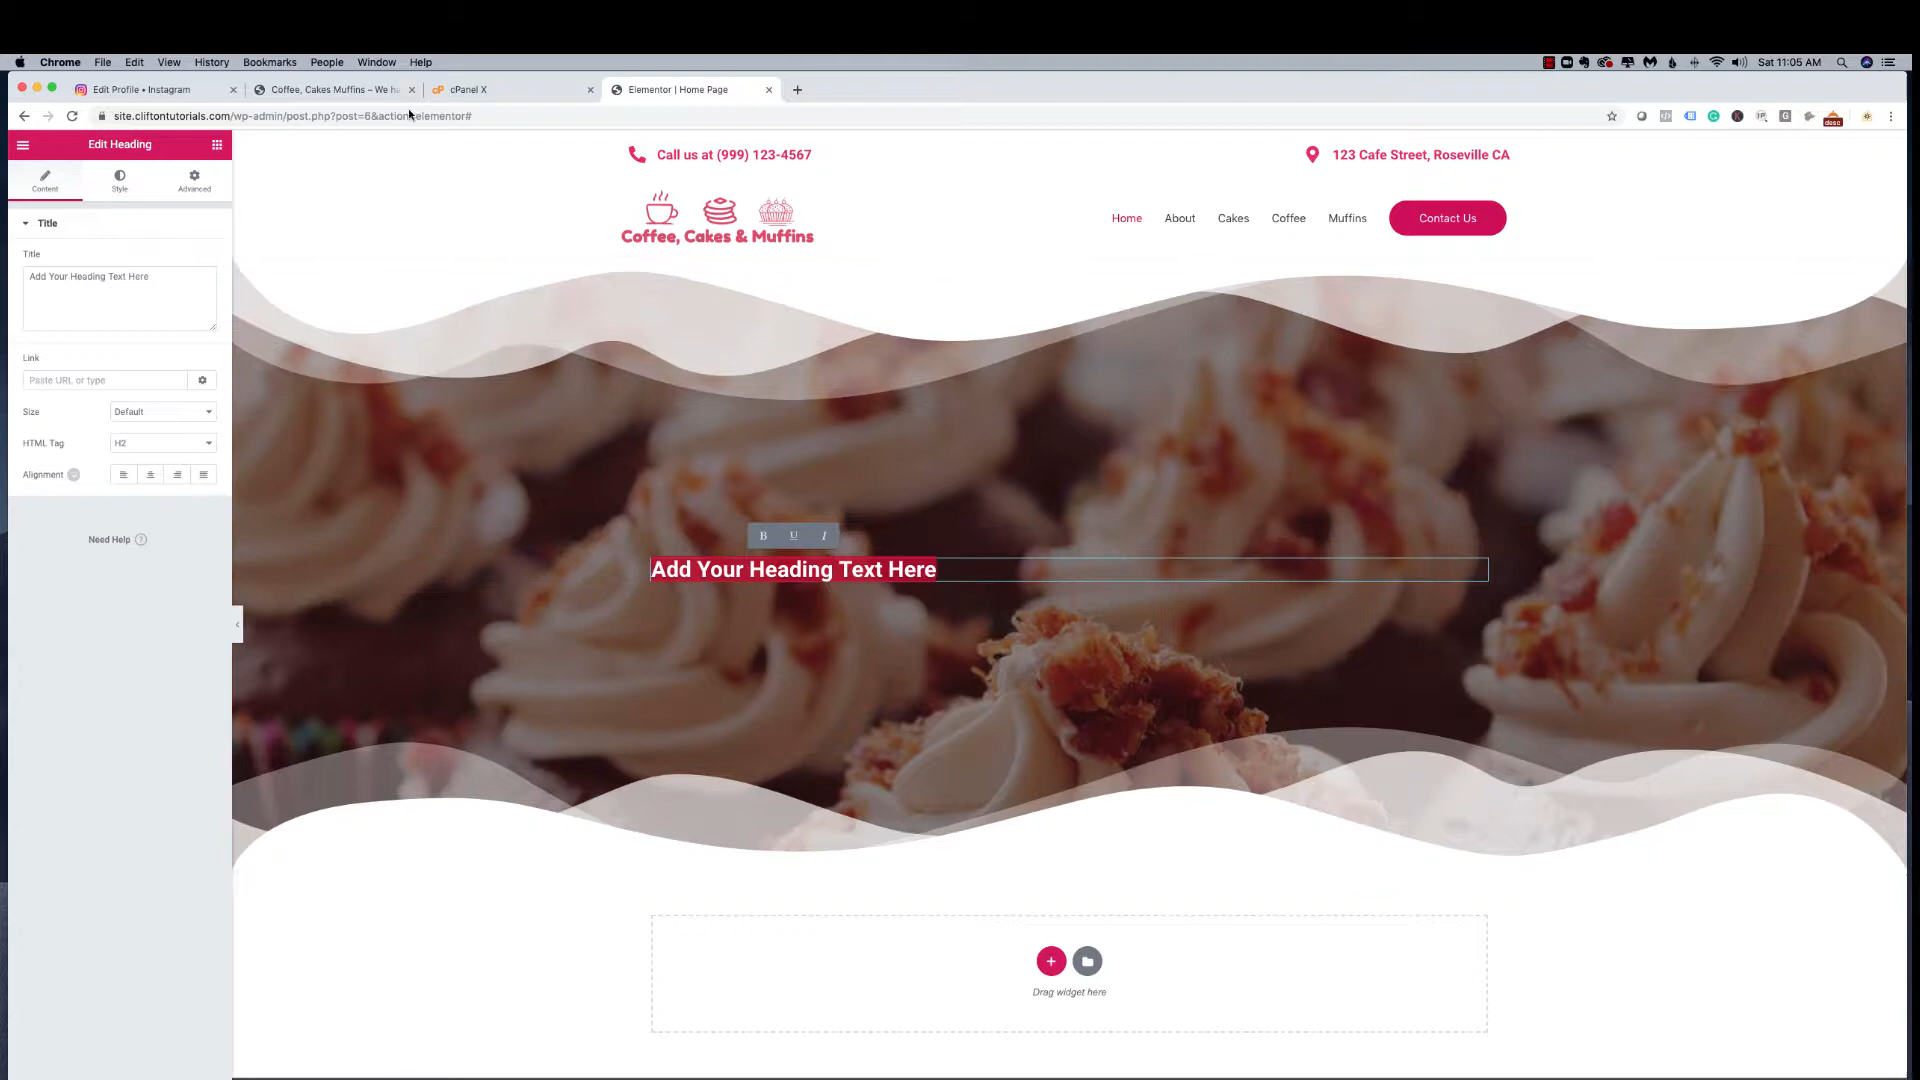 Chrome File Edit View History Bookmarks People Window Help
Sat 11:05 AM
Edit Profile • Instagram
Coffee, Cakes Muffins – We ha
cPanel X
Elementor | Home Page
site.cliftontutorials.com/wp-admin/post.php?post=6&action=elementor#
Edit Heading
Content Style Advanced
Title
Title
Add Your Heading Text Here
Link
Paste URL or type
Size Default
HTML Tag H2
Alignment
Need Help ?
Call us at (999) 123-4567
123 Cafe Street, Roseville CA
Coffee, Cakes & Muffins
Home About Cakes Coffee Muffins Contact Us
B U I
Add Your Heading Text Here
Drag widget here